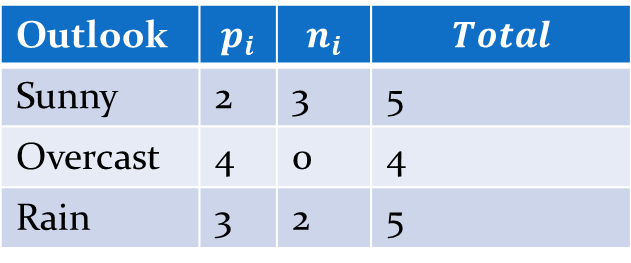 Outlook p_i n_i Total
Sunny 2 3 5
Overcast 4 0 4
Rain 3 2 5